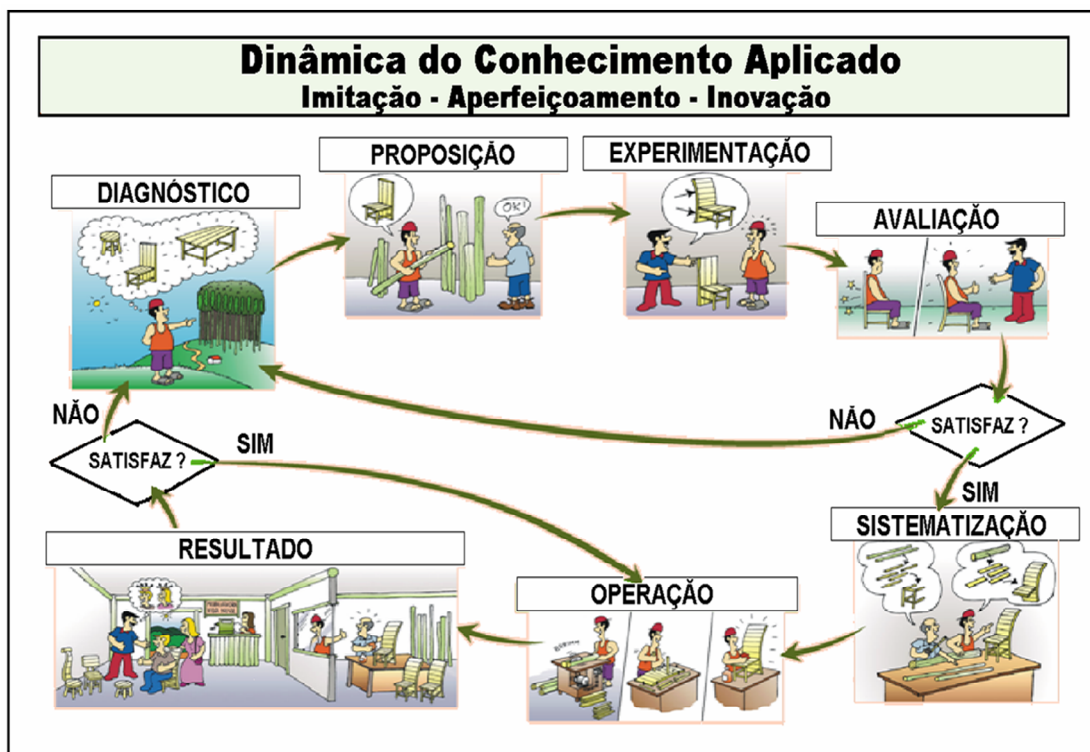 Dinâmica do Conhecimento Aplicado
Imitação - Aperfeiçoamento - Inovação
DIAGNÓSTICO
PROPOSIÇÃO
OK!
EXPERIMENTAÇÃO
AVALIAÇÃO
SATISFAZ ?
NÃO
SIM
SISTEMATIZAÇÃO
OPERAÇÃO
RESULTADO
SATISFAZ ?
NÃO
SIM